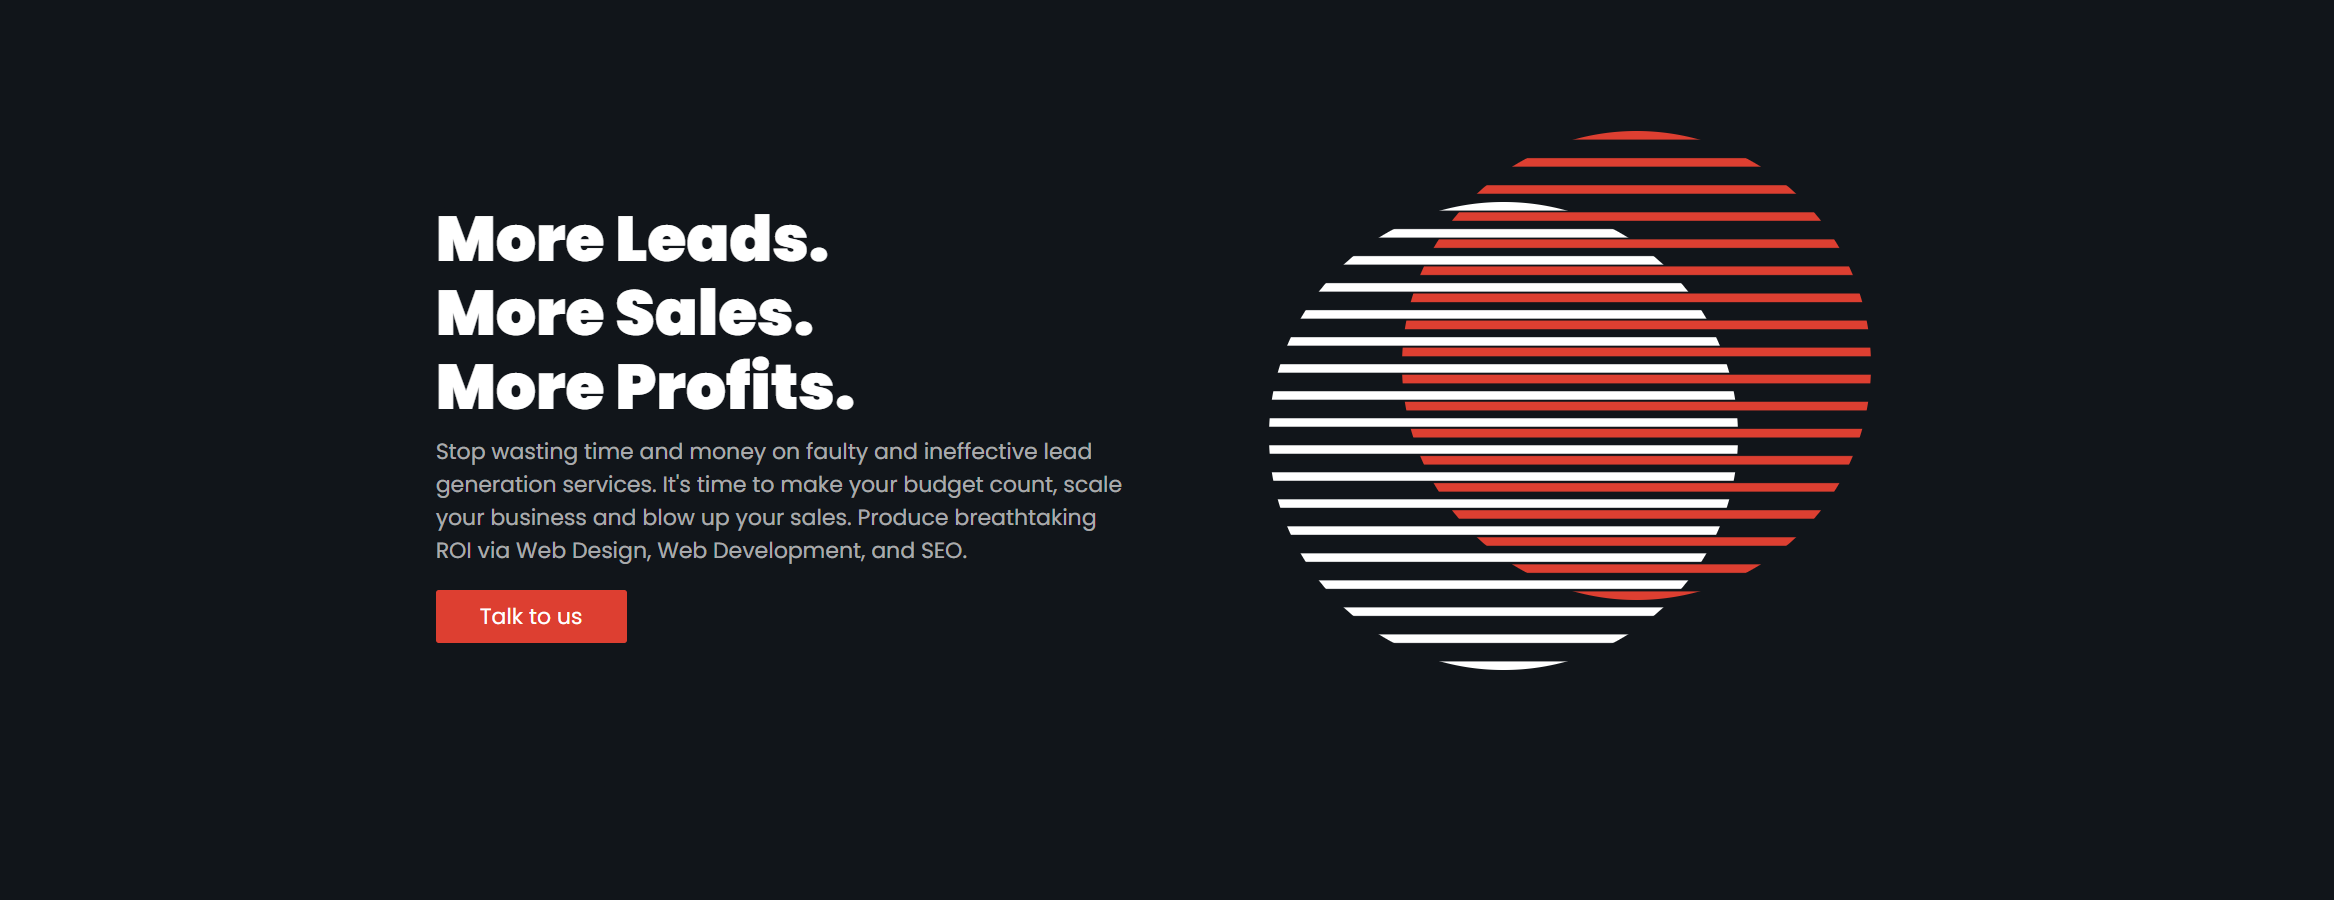 More Leads.
More Sales.
More Profits.
Stop wasting time and money on faulty and ineffective lead
generation services. It's time to make your budget count, scale
your business and blow up your sales. Produce breathtaking
ROI via Web Design, Web Development, and SEO.
Talk to us